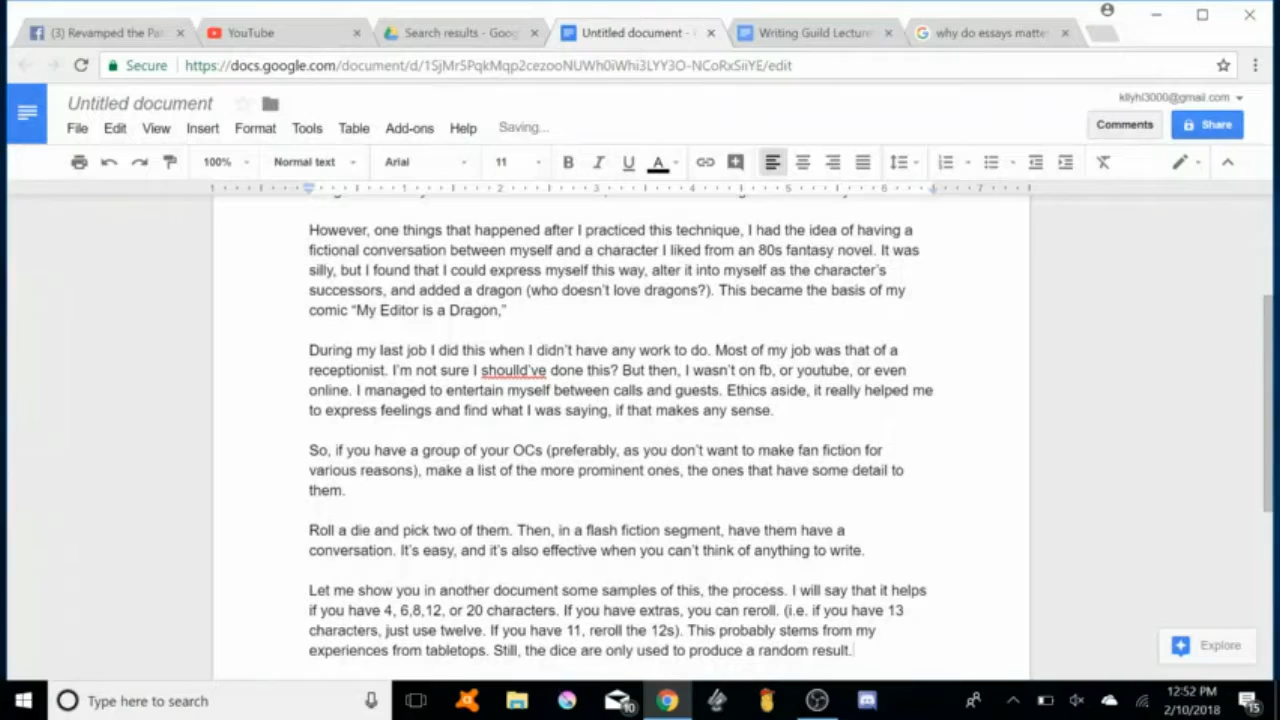 (3) Revamped the Pa
YouTube
Search results - Goog
Untitled document -
Writing Guild Lecture
why do essays matte
Secure
https://docs.google.com/document/d/1SjMr5PqkMqp2cezooNUWh0iWhi3LYY3O-NCoRxSiiYE/edit
Untitled document
kllyhl3000@gmail.com
File Edit View Insert Format Tools Table Add-ons Help Saving...
Comments
Share
100% Normal text Arial 11 B I U A
1 1 2 3 4 5 6 7
However, one things that happened after I practiced this technique, I had the idea of having a
fictional conversation between myself and a character I liked from an 80s fantasy novel. It was
silly, but I found that I could express myself this way, alter it into myself as the character's
successors, and added a dragon (who doesn't love dragons?). This became the basis of my
comic “My Editor is a Dragon,”
During my last job I did this when I didn't have any work to do. Most of my job was that of a
receptionist. I'm not sure I shoulld've done this? But then, I wasn't on fb, or youtube, or even
online. I managed to entertain myself between calls and guests. Ethics aside, it really helped me
to express feelings and find what I was saying, if that makes any sense.
So, if you have a group of your OCs (preferably, as you don't want to make fan fiction for
various reasons), make a list of the more prominent ones, the ones that have some detail to
them.
Roll a die and pick two of them. Then, in a flash fiction segment, have them have a
conversation. It's easy, and it's also effective when you can't think of anything to write.
Let me show you in another document some samples of this, the process. I will say that it helps
if you have 4, 6,8,12, or 20 characters. If you have extras, you can reroll. (i.e. if you have 13
characters, just use twelve. If you have 11, reroll the 12s). This probably stems from my
experiences from tabletops. Still, the dice are only used to produce a random result.
Explore
Type here to search
10
12:52 PM
2/10/2018
15